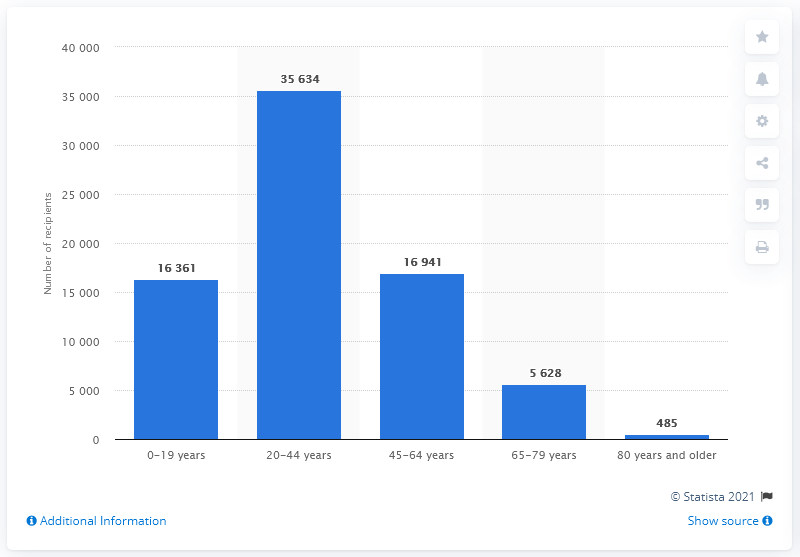 40 000
35 000
30 000
25 000
20 000
15 000
10 000
5 000
0
Number of recipients
16 361
35 634
16 941
5 628
485
0–19 years
20–44 years
45–64 years
65–79 years
80 years and older
© Statista 2021
Additional Information
Show source